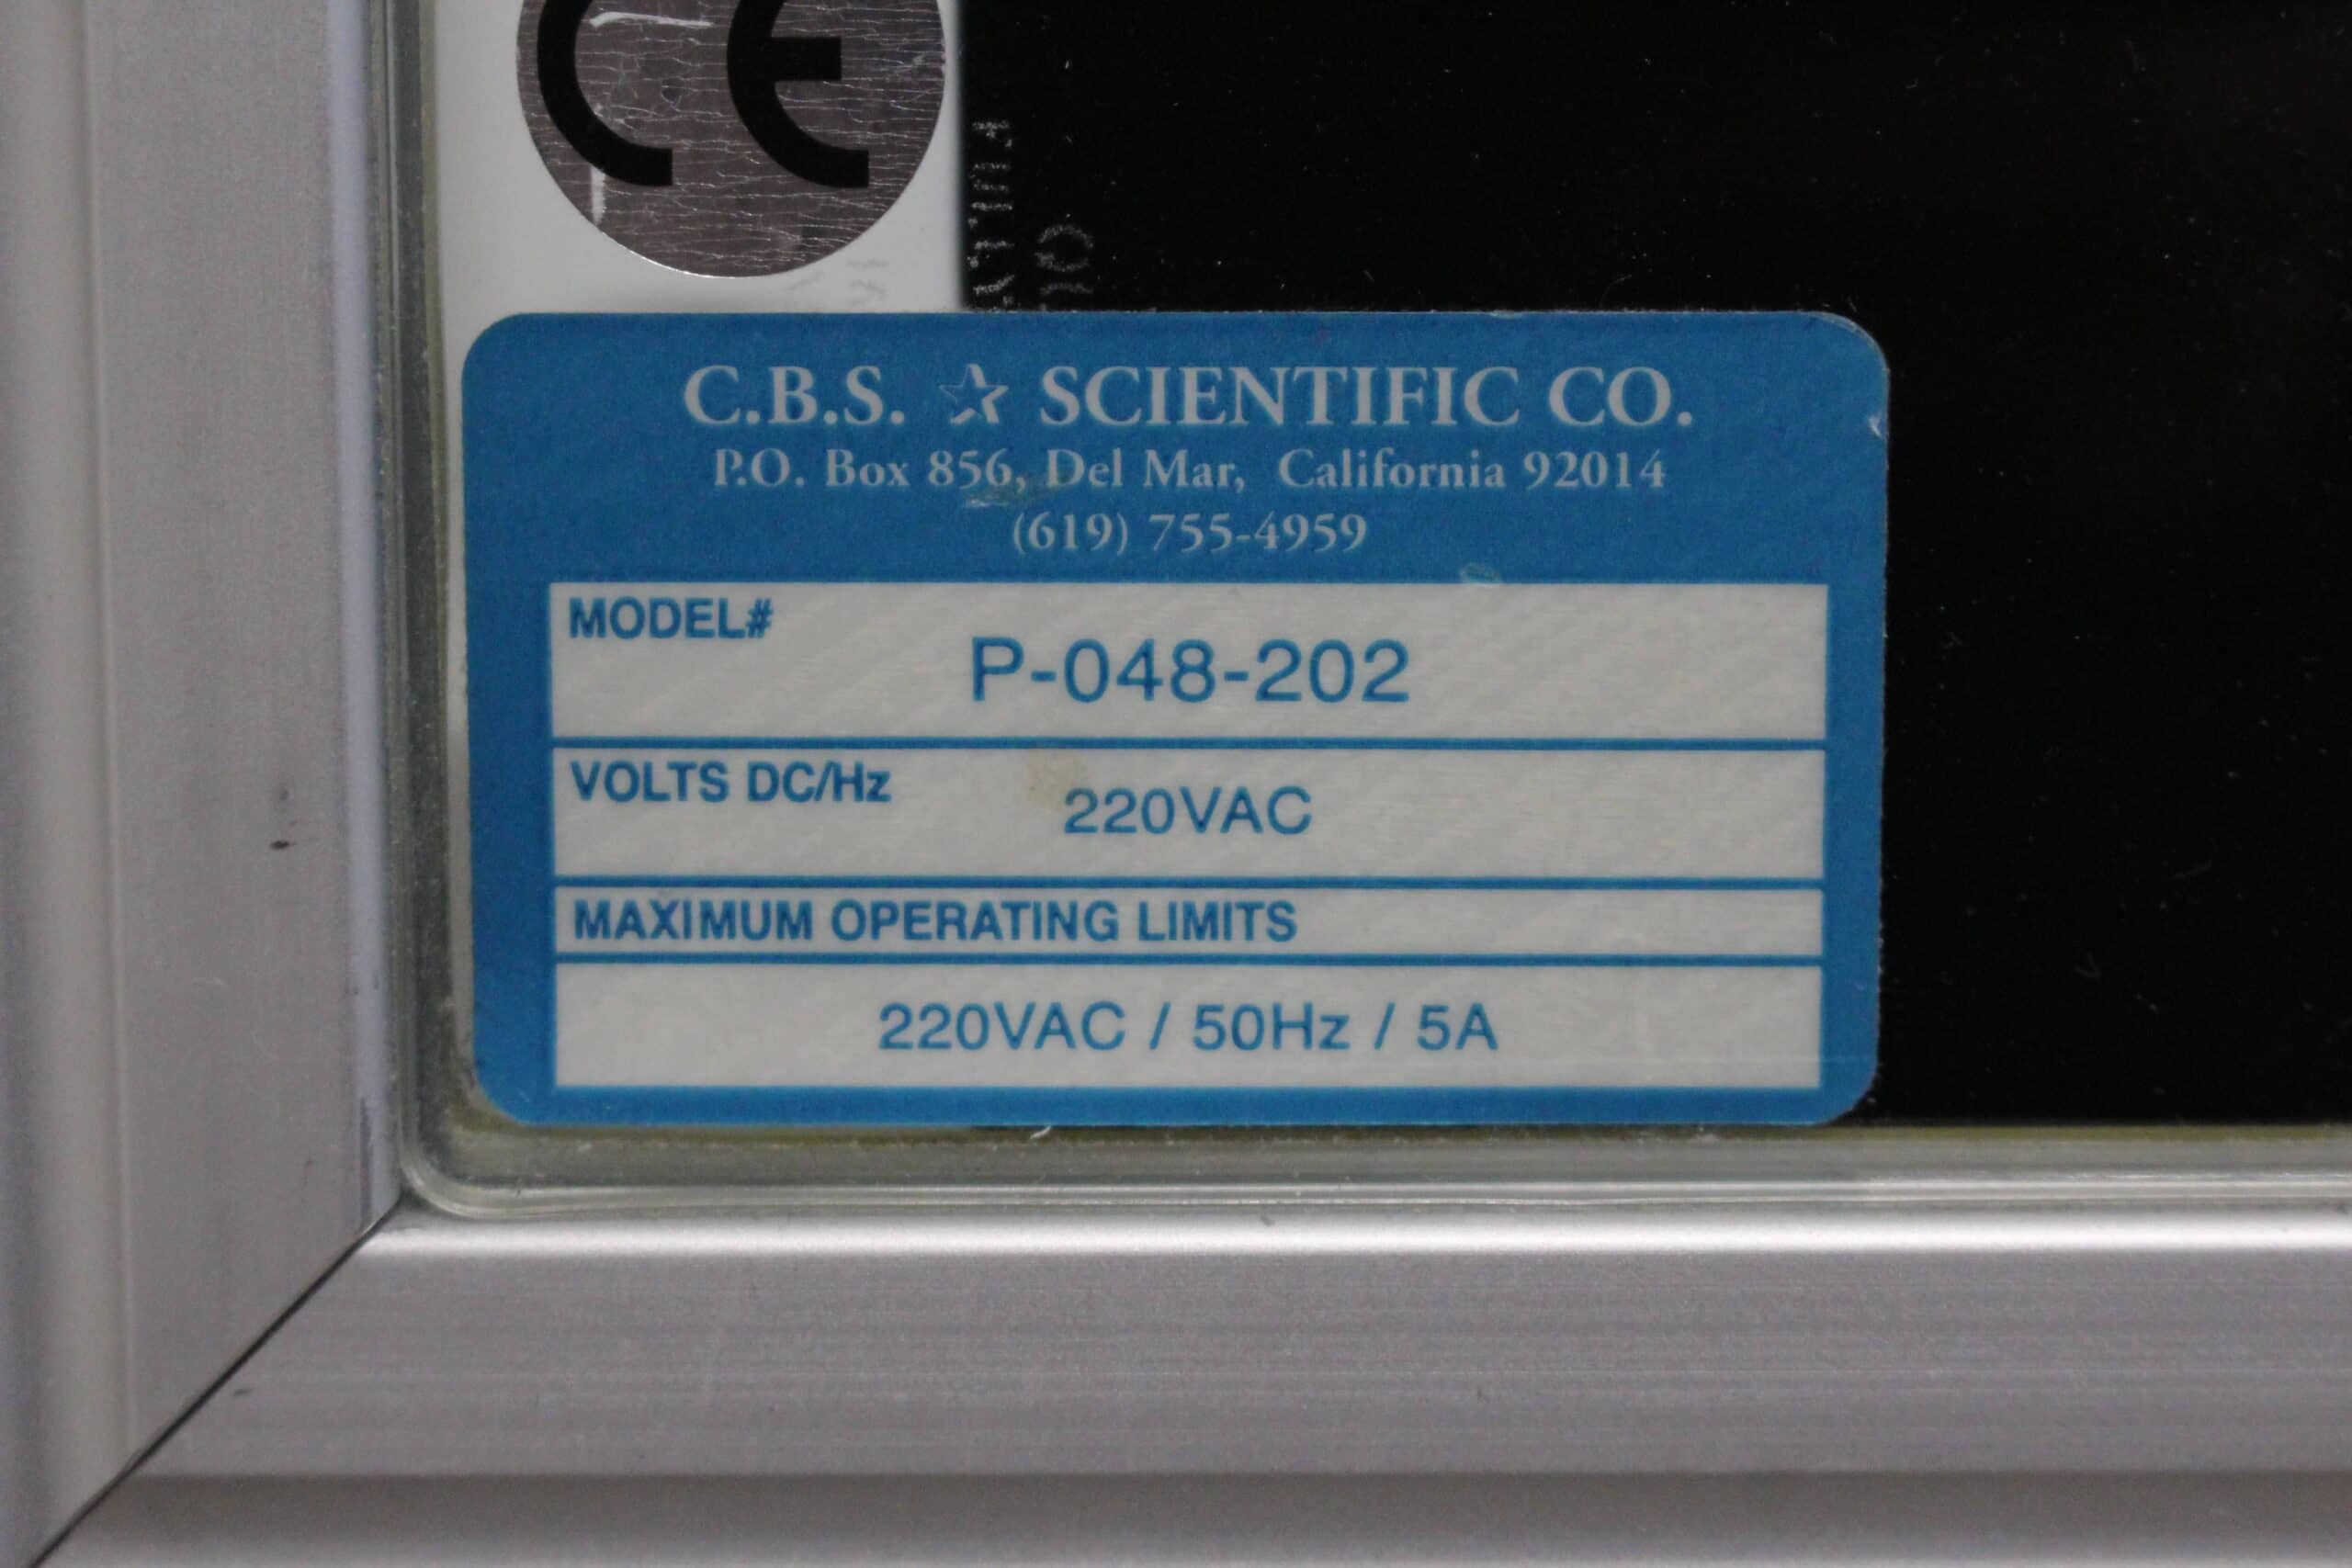 CE
C.B.S. ☆ SCIENTIFIC CO.
P.O. Box 856, Del Mar, California 92014
(619) 755-4959
MODEL#
P-048-202
VOLTS DC/Hz
220VAC
MAXIMUM OPERATING LIMITS
220VAC / 50Hz / 5A